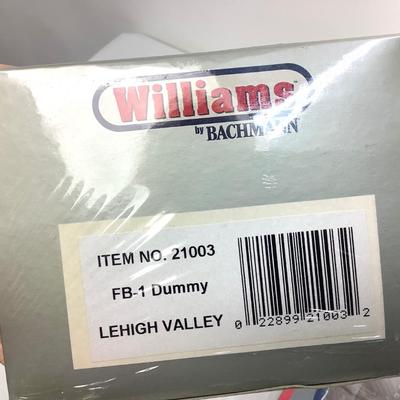 Williams
by BACHMANN
ITEM NO. 21003
FB-1 Dummy
LEHIGH VALLEY
0 22899 21003 2